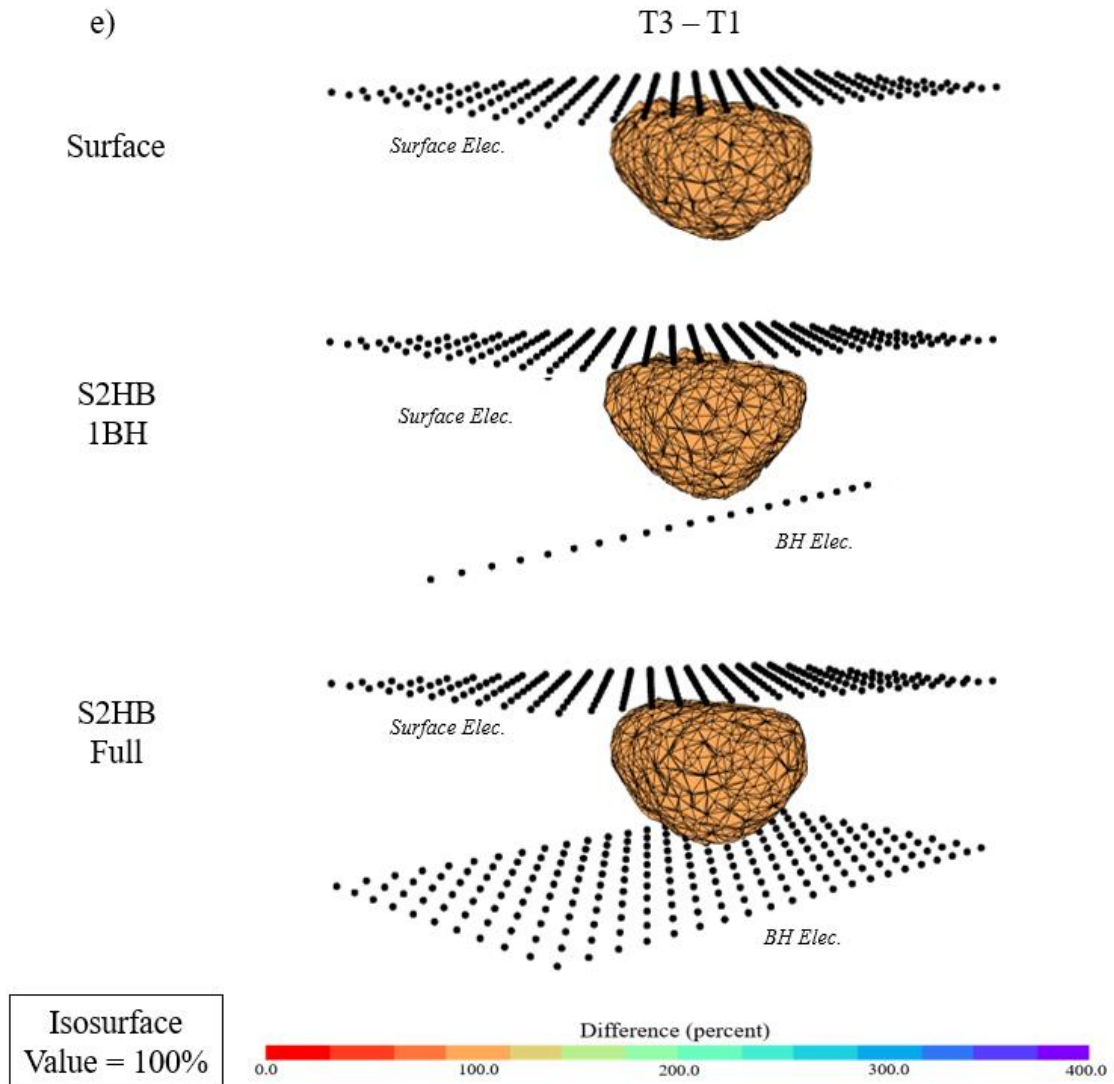 e)
T3 – T1
Surface
Surface Elec.
S2HB
1BH
Surface Elec.
BH Elec.
S2HB
Full
Surface Elec.
BH Elec.
Isosurface
Value = 100%
Difference (percent)
0.0 100.0 200.0 300.0 400.0